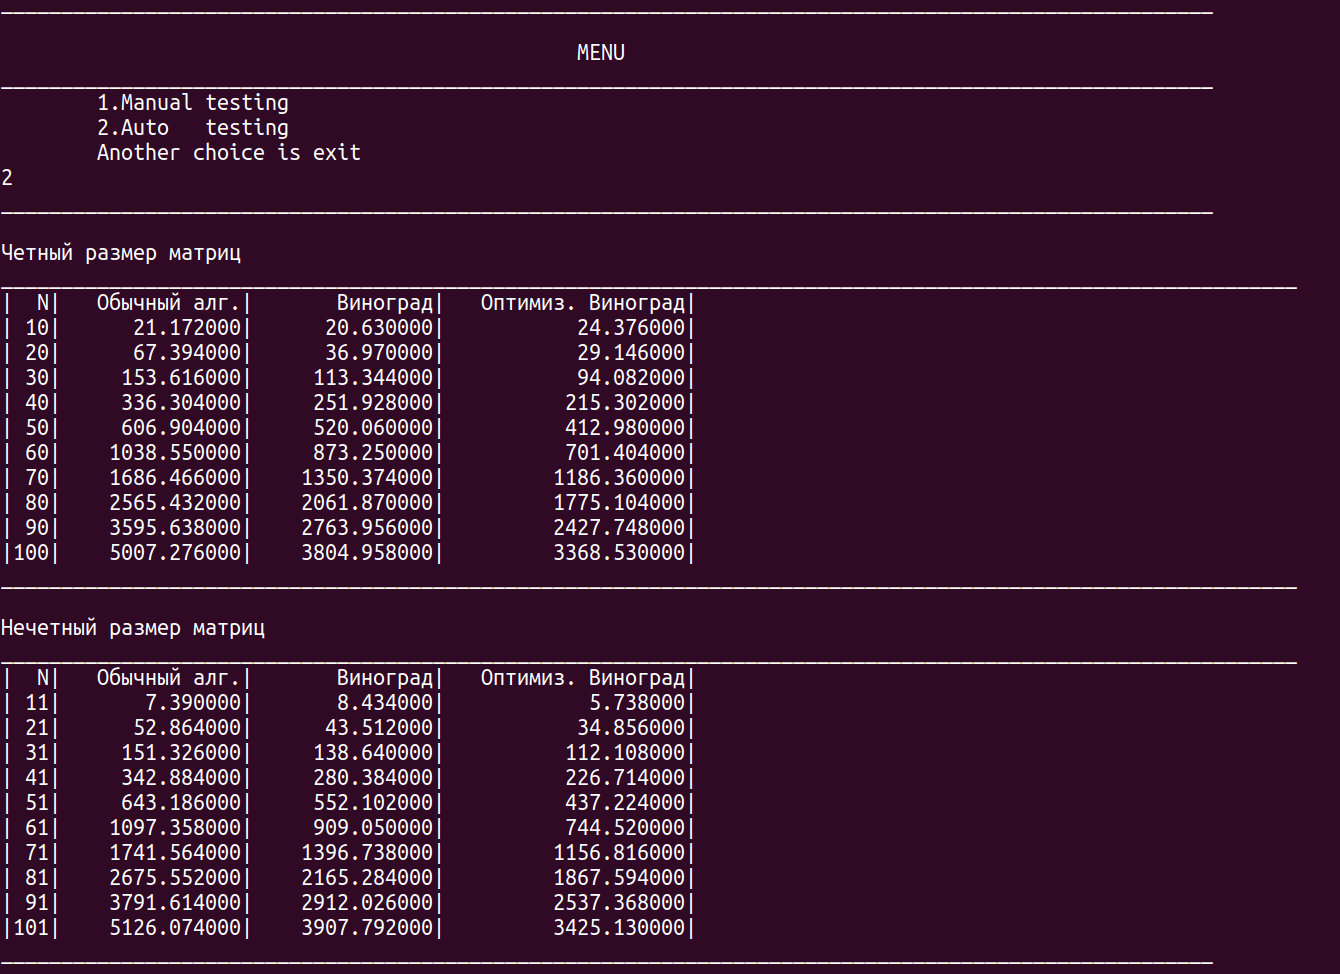 MENU
1.Manual testing
2.Auto   testing
Another choice is exit
2
Четный размер матриц
|  N|   Обычный алг.|       Виноград|   Оптимиз. Виноград|
| 10|      21.172000|      20.630000|           24.376000|
| 20|      67.394000|      36.970000|           29.146000|
| 30|     153.616000|     113.344000|           94.082000|
| 40|     336.304000|     251.928000|          215.302000|
| 50|     606.904000|     520.060000|          412.980000|
| 60|    1038.550000|     873.250000|          701.404000|
| 70|    1686.466000|    1350.374000|         1186.360000|
| 80|    2565.432000|    2061.870000|         1775.104000|
| 90|    3595.638000|    2763.956000|         2427.748000|
|100|    5007.276000|    3804.958000|         3368.530000|
Нечетный размер матриц
|  N|   Обычный алг.|       Виноград|   Оптимиз. Виноград|
| 11|       7.390000|       8.434000|            5.738000|
| 21|      52.864000|      43.512000|           34.856000|
| 31|     151.326000|     138.640000|          112.108000|
| 41|     342.884000|     280.384000|          226.714000|
| 51|     643.186000|     552.102000|          437.224000|
| 61|    1097.358000|     909.050000|          744.520000|
| 71|    1741.564000|    1396.738000|         1156.816000|
| 81|    2675.552000|    2165.284000|         1867.594000|
| 91|    3791.614000|    2912.026000|         2537.368000|
|101|    5126.074000|    3907.792000|         3425.130000|